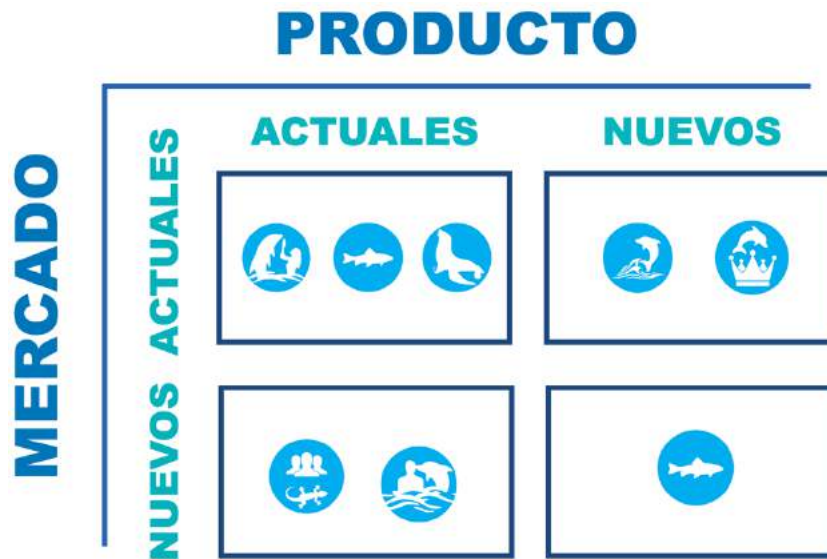 PRODUCTO
ACTUALES NUEVOS
MERCADO
ACTUALES
NUEVOS